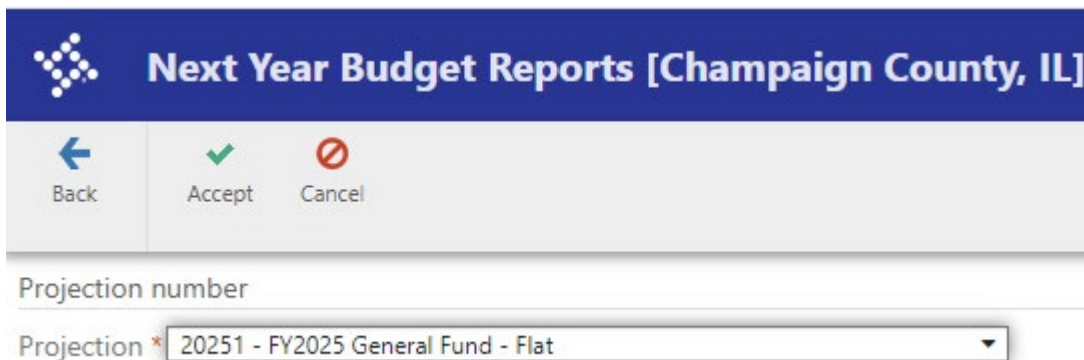 Next Year Budget Reports [Champaign County, IL]
Back Accept Cancel
Projection number
Projection * 20251 - FY2025 General Fund - Flat